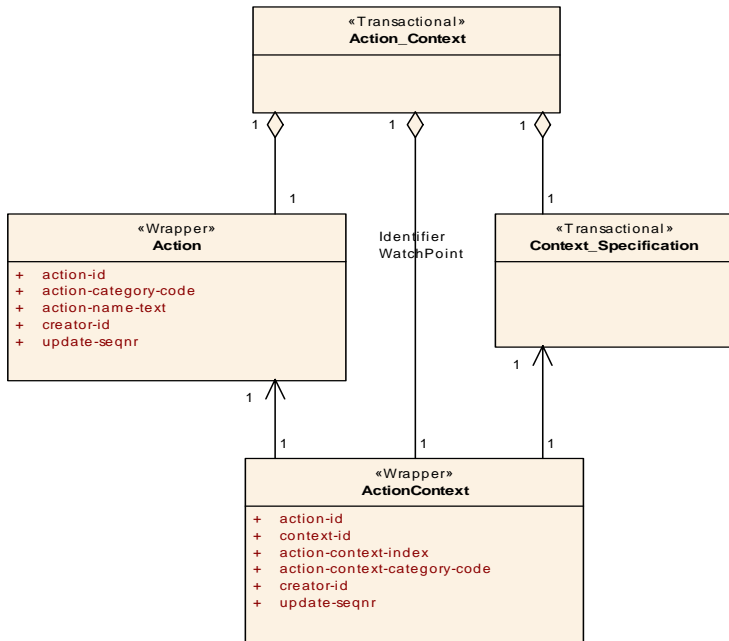 «Transactional»
Action_Context
1
1
1
1
1
«Wrapper»
Action
+ action-id
+ action-category-code
+ action-name-text
+ creator-id
+ update-seqnr
Identifier
WatchPoint
«Transactional»
Context_Specification
1
1
1
1
1
«Wrapper»
ActionContext
+ action-id
+ context-id
+ action-context-index
+ action-context-category-code
+ creator-id
+ update-seqnr